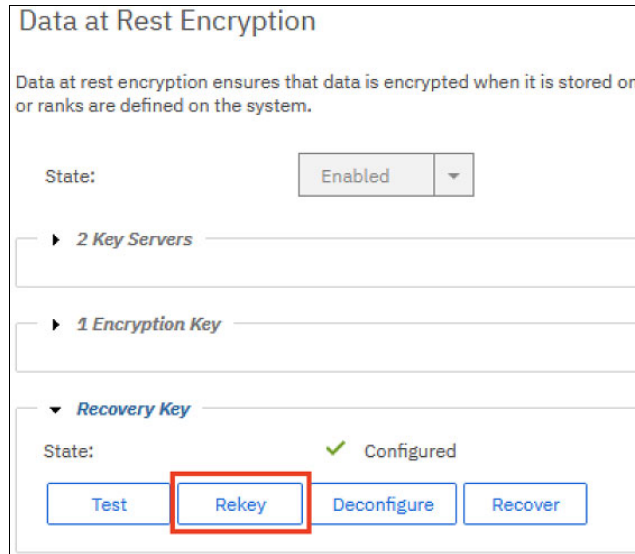 Data at Rest Encryption
Data at rest encryption ensures that data is encrypted when it is stored on
or ranks are defined on the system.
State:
Enabled
2 Key Servers
1 Encryption Key
Recovery Key
State:
Configured
Test
Rekey
Deconfigure
Recover